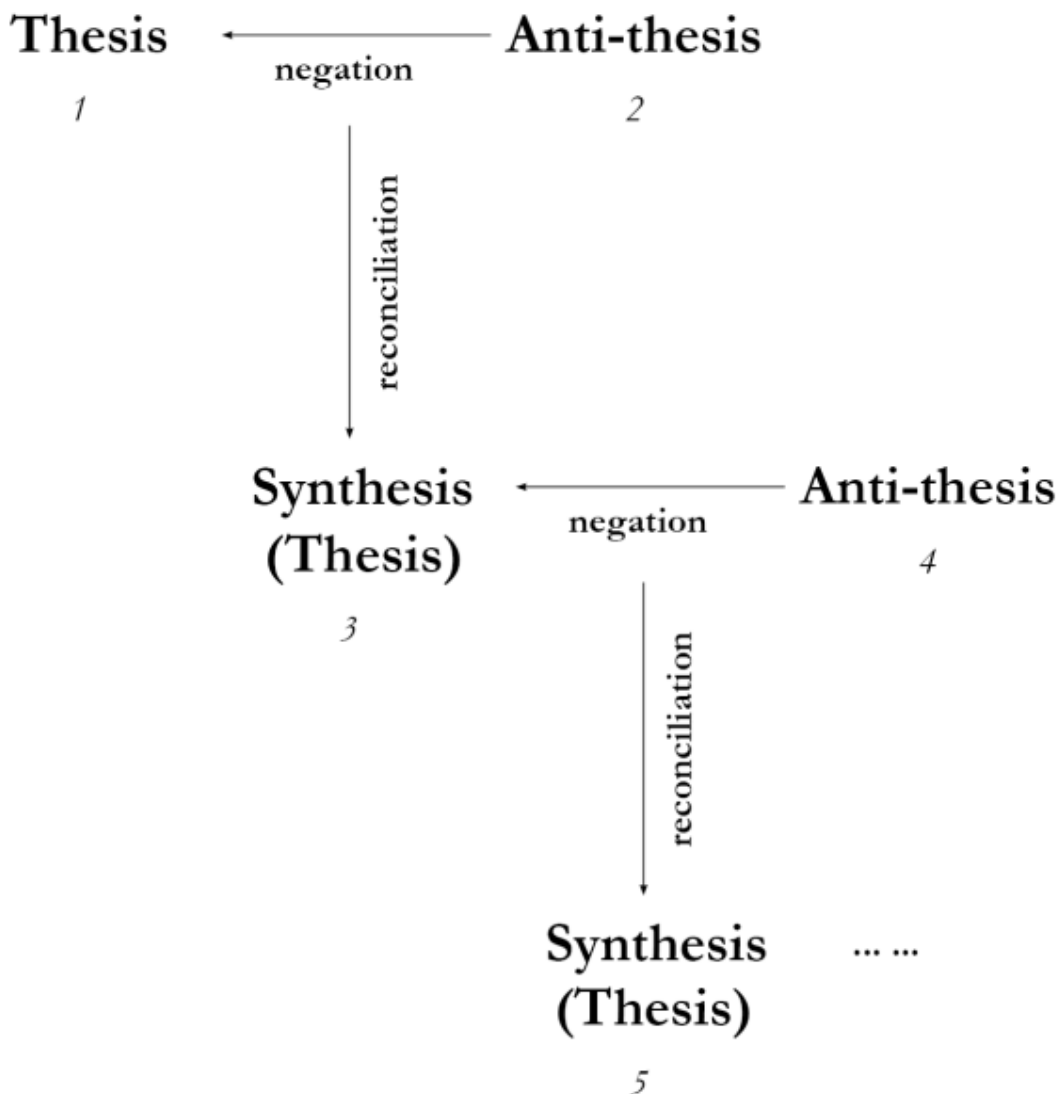 Thesis
Anti-thesis
negation
1
2
reconciliation
Synthesis
(Thesis)
Anti-thesis
negation
3
4
reconciliation
Synthesis
(Thesis)
... ...
5